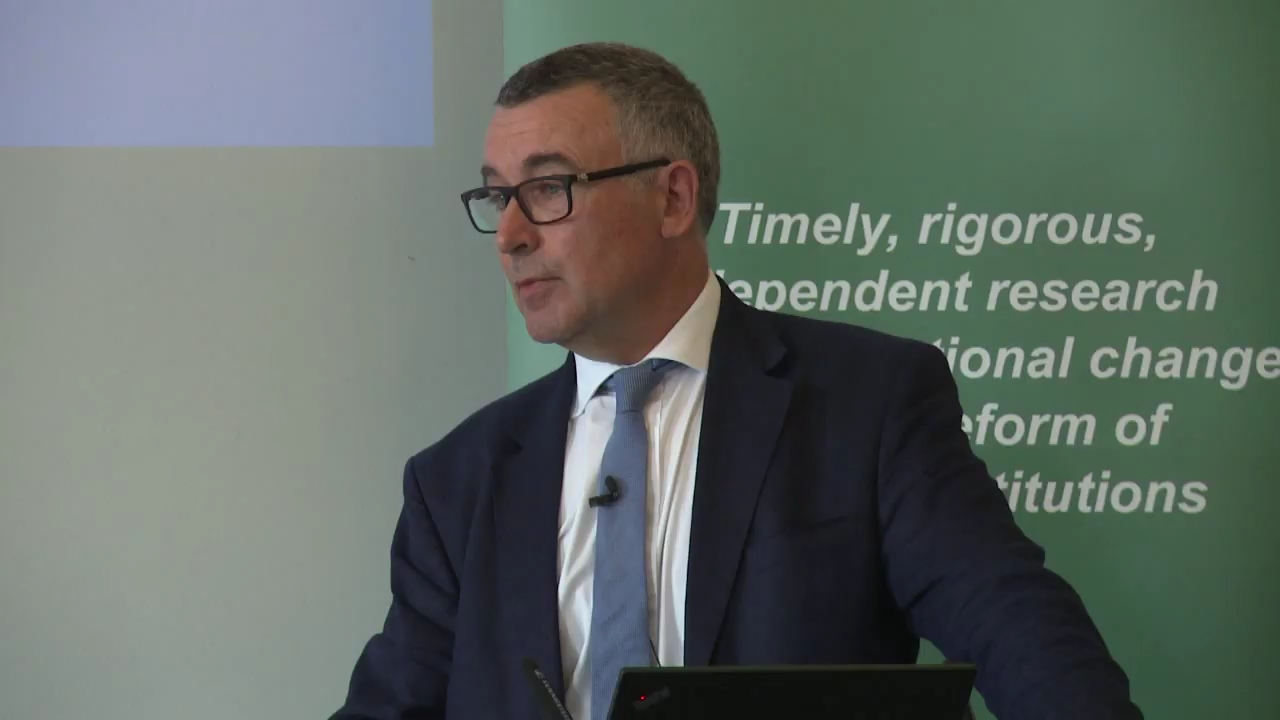 Timely, rigorous,
ependent research
tional change
eform of
titutions